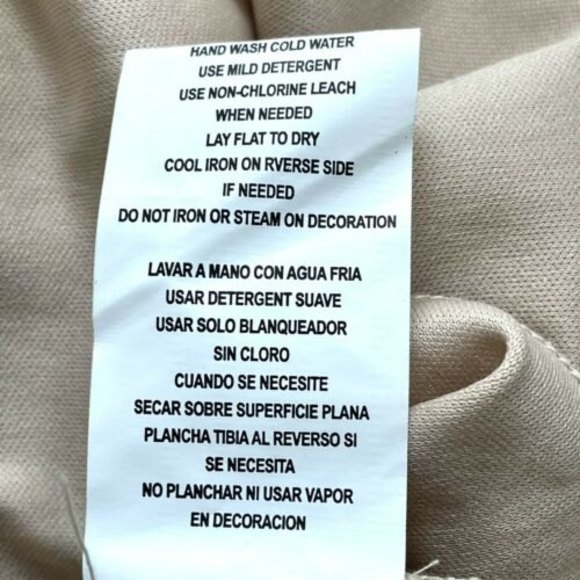 HAND WASH COLD WATER
USE MILD DETERGENT
USE NON-CHLORINE LEACH
WHEN NEEDED
LAY FLAT TO DRY
COOL IRON ON RVERSE SIDE
IF NEEDED
DO NOT IRON OR STEAM ON DECORATION
LAVAR A MANO CON AGUA FRIA
USAR DETERGENT SUAVE
USAR SOLO BLANQUEADOR
SIN CLORO
CUANDO SE NECESITE
SECAR SOBRE SUPERFICIE PLANA
PLANCHA TIBIA AL REVERSO SI
SE NECESITA
NO PLANCHAR NI USAR VAPOR
EN DECORACION